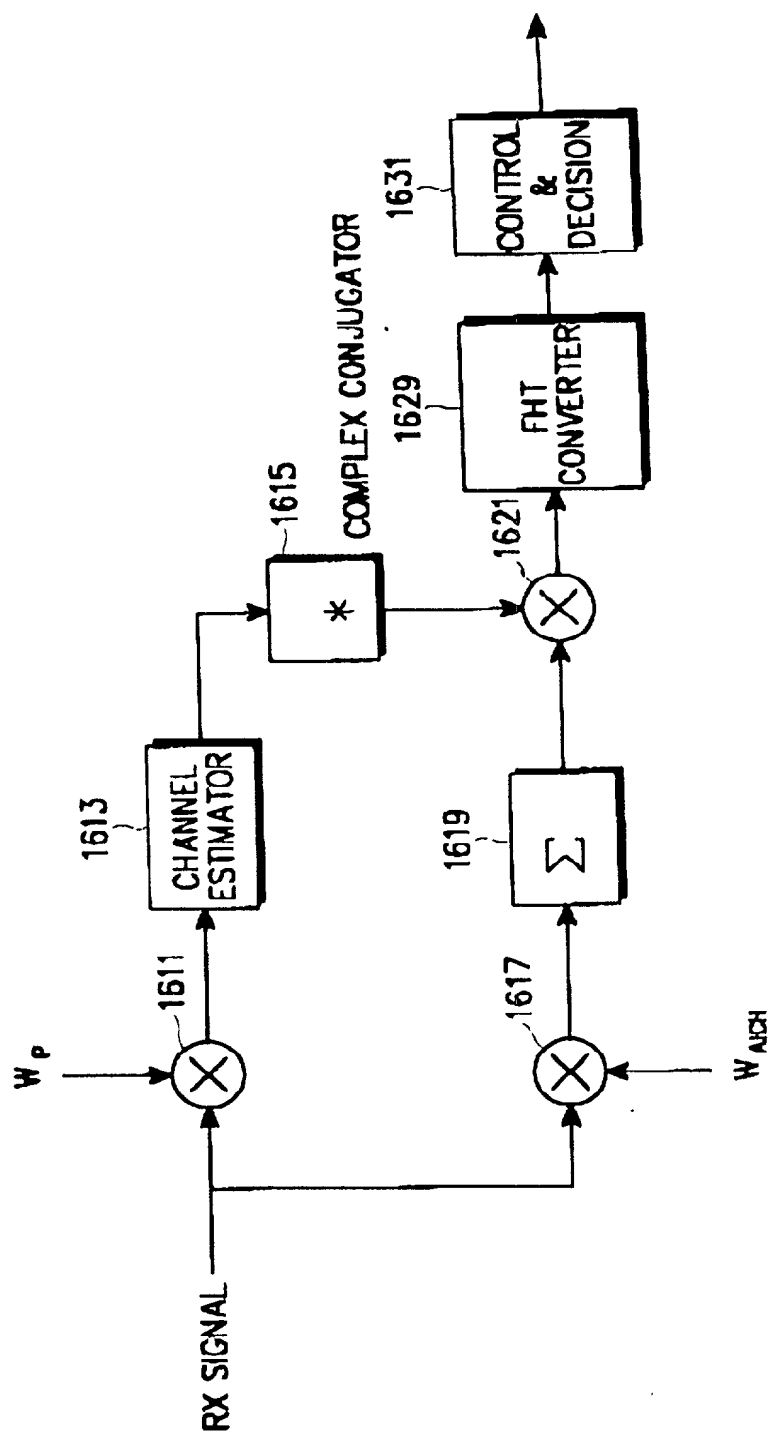 RX SIGNAL
W_P
1611
1613
CHANNEL
ESTIMATOR
1615
*
COMPLEX CONJUGATOR
1617
W_AICH
1619
Σ
1621
1629
FHT
CONVERTER
1631
CONTROL
&
DECISION